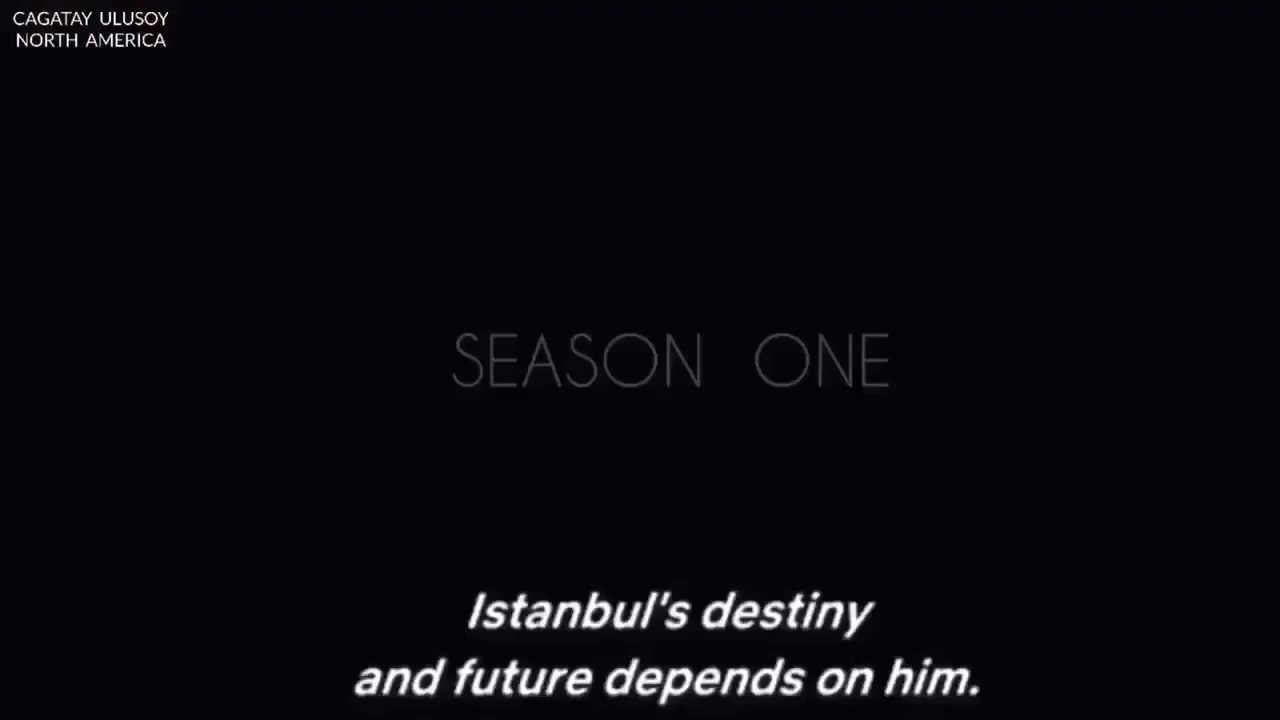 CAGATAY ULUSOY
NORTH AMERICA
SEASON ONE
Istanbul's destiny
and future depends on him.